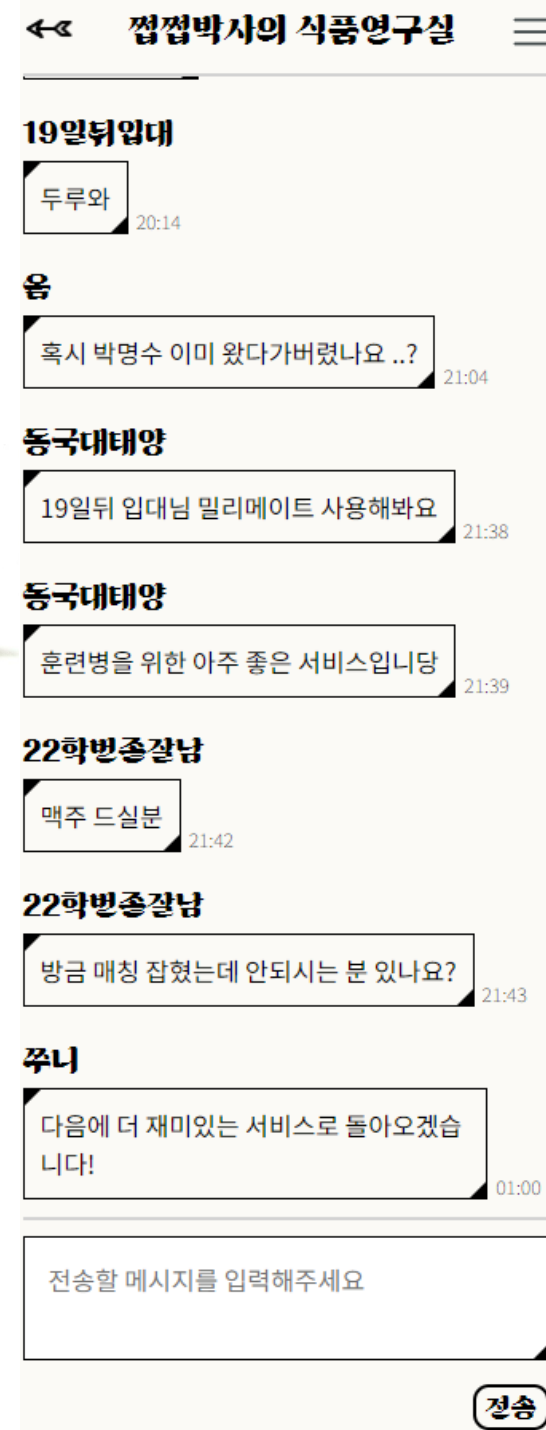 쩝쩝박사의 식품연구실
19일뒤입대
두루와
20:14
옴
혹시 박명수 이미 왔다가버렸나요 ..?
21:04
동국대태양
19일뒤 입대님 밀리메이트 사용해봐요
21:38
동국대태양
훈련병을 위한 아주 좋은 서비스입니당
21:39
22학번존잘남
맥주 드실분
21:42
22학번존잘남
방금 매칭 잡혔는데 안되시는 분 있나요?
21:43
쭈니
다음에 더 재미있는 서비스로 돌아오겠습
니다!
01:00
전송할 메시지를 입력해주세요
전송